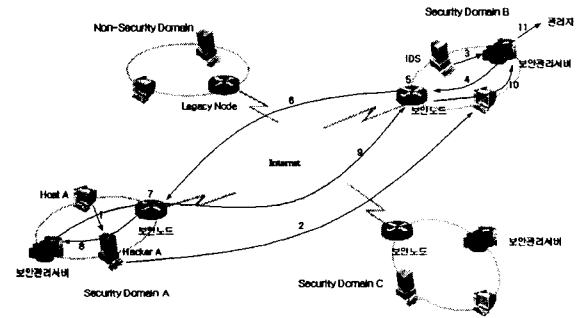 Non-Security Domain
Security Domain B
11
관리자
IDS
3
보안관리서버
4
10
5
보안노드
Legacy Node
6
Internet
9
Host A
1
7
보안노드
8
Hacker A
2
보안관리서버
보안노드
보안관리서버
Security Domain A
Security Domain C